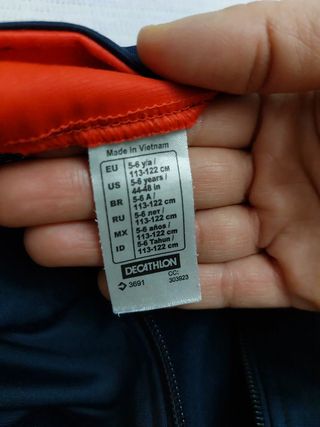 Made in Vietnam
EU 5-6 y/a / 113-122 CM
US 5-6 years / 44-48 in
BR 5-6 A / 113-122 cm
RU 5-6 лет / 113-122 cm
MX 5-6 años / 113-122 cm
ID 5-6 Tahun / 113-122 cm
DECATHLON
3691
CC: 303923